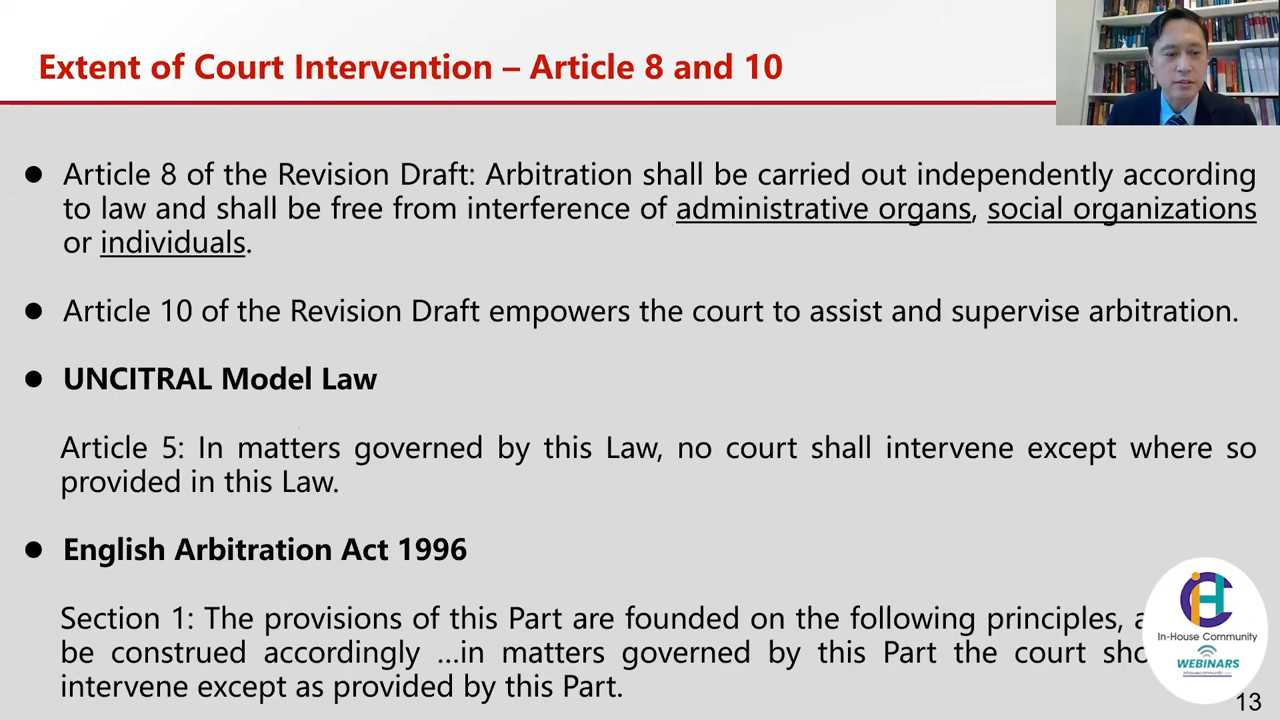 Extent of Court Intervention – Article 8 and 10
● Article 8 of the Revision Draft: Arbitration shall be carried out independently according
to law and shall be free from interference of administrative organs, social organizations
or individuals.
● Article 10 of the Revision Draft empowers the court to assist and supervise arbitration.
● UNCITRAL Model Law
Article 5: In matters governed by this Law, no court shall intervene except where so
provided in this Law.
● English Arbitration Act 1996
Section 1: The provisions of this Part are founded on the following principles,
be construed accordingly …in matters governed by this Part the court
intervene except as provided by this Part.
iHC
In-House Community
WEBINARS
13